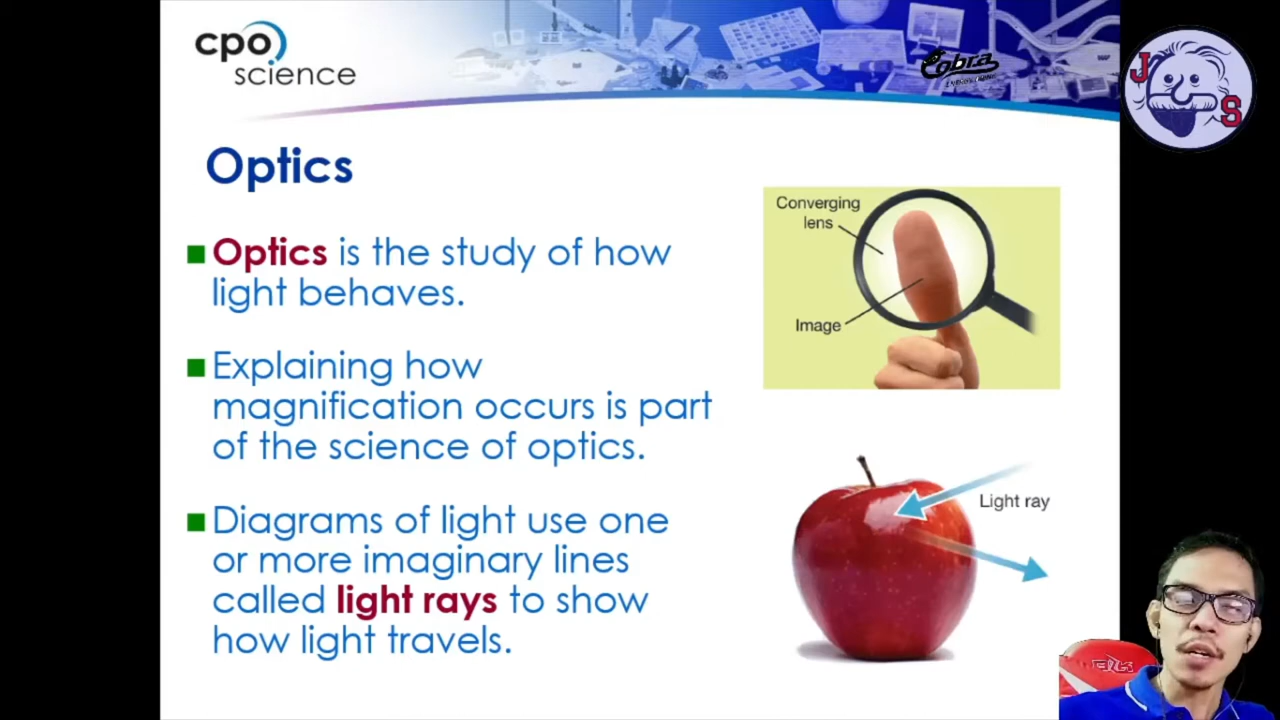 cpo
science
Cobra
J
S
Optics
Optics is the study of how
light behaves.
Explaining how
magnification occurs is part
of the science of optics.
Diagrams of light use one
or more imaginary lines
called light rays to show
how light travels.
Converging
lens
Image
Light ray